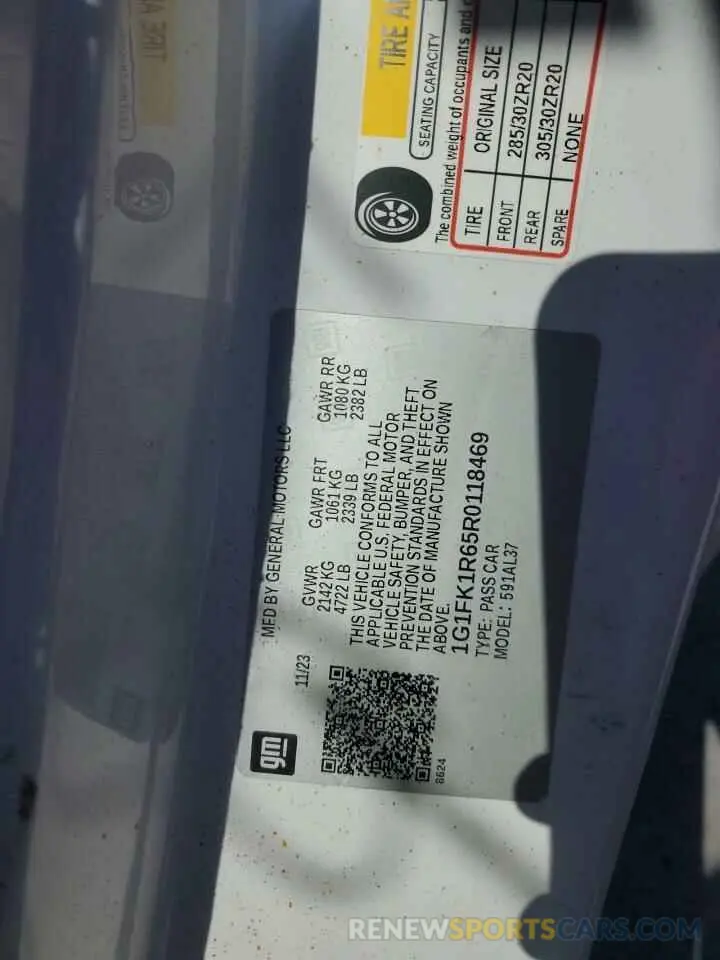 gm
MFD BY GENERAL MOTORS LLC
11/23
GVWR GAWR FRT GAWR RR
2142 KG 1061 KG 1080 KG
4722 LB 2339 LB 2382 LB
THIS VEHICLE CONFORMS TO ALL
APPLICABLE U.S. FEDERAL MOTOR
VEHICLE SAFETY, BUMPER, AND THEFT
PREVENTION STANDARDS IN EFFECT ON
THE DATE OF MANUFACTURE SHOWN
ABOVE.
1G1FK1R65R0118469
TYPE: PASS CAR
MODEL: 591AL37
8624
TIRE
SEATING CAPACITY
The combined weight of occupants and
TIRE ORIGINAL SIZE
FRONT 285/30ZR20
REAR 305/30ZR20
SPARE NONE
RENEWSPORTSCARS.COM